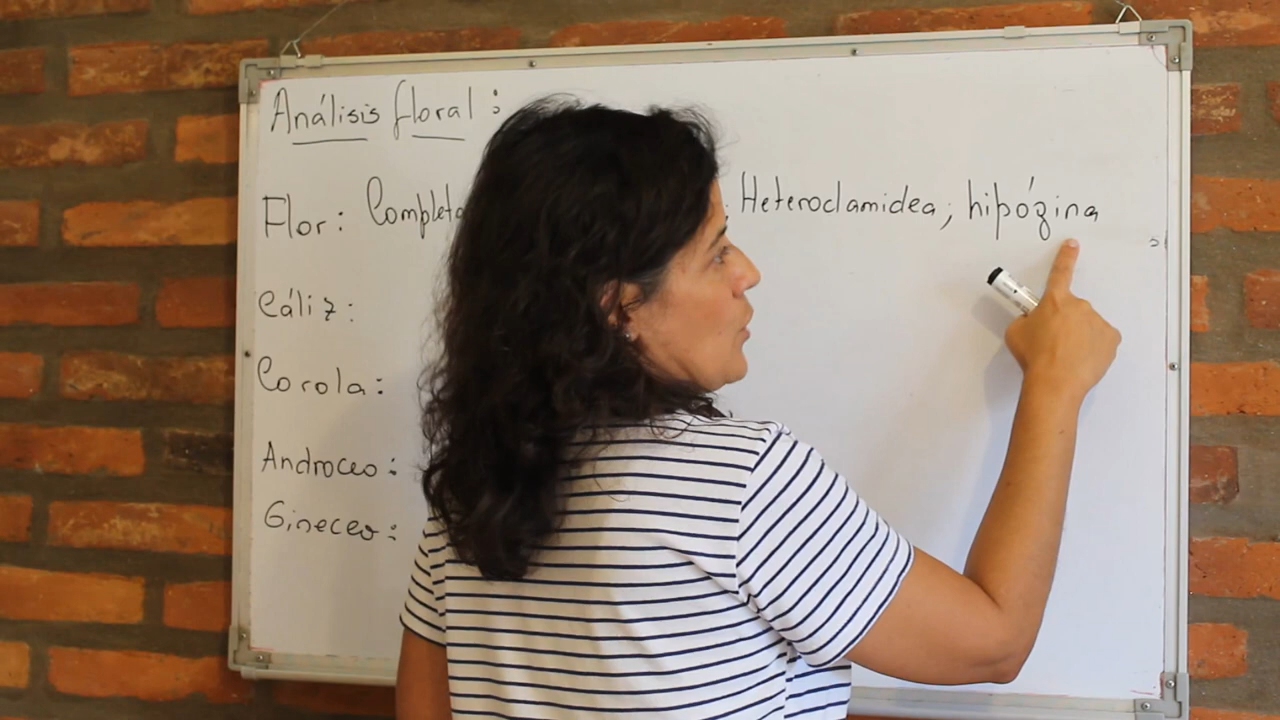 Análisis floral:
Flor: Completa ; Heteroclamidea; hipógina
Cáliz:
Corola:
Androceo:
Gineceo: